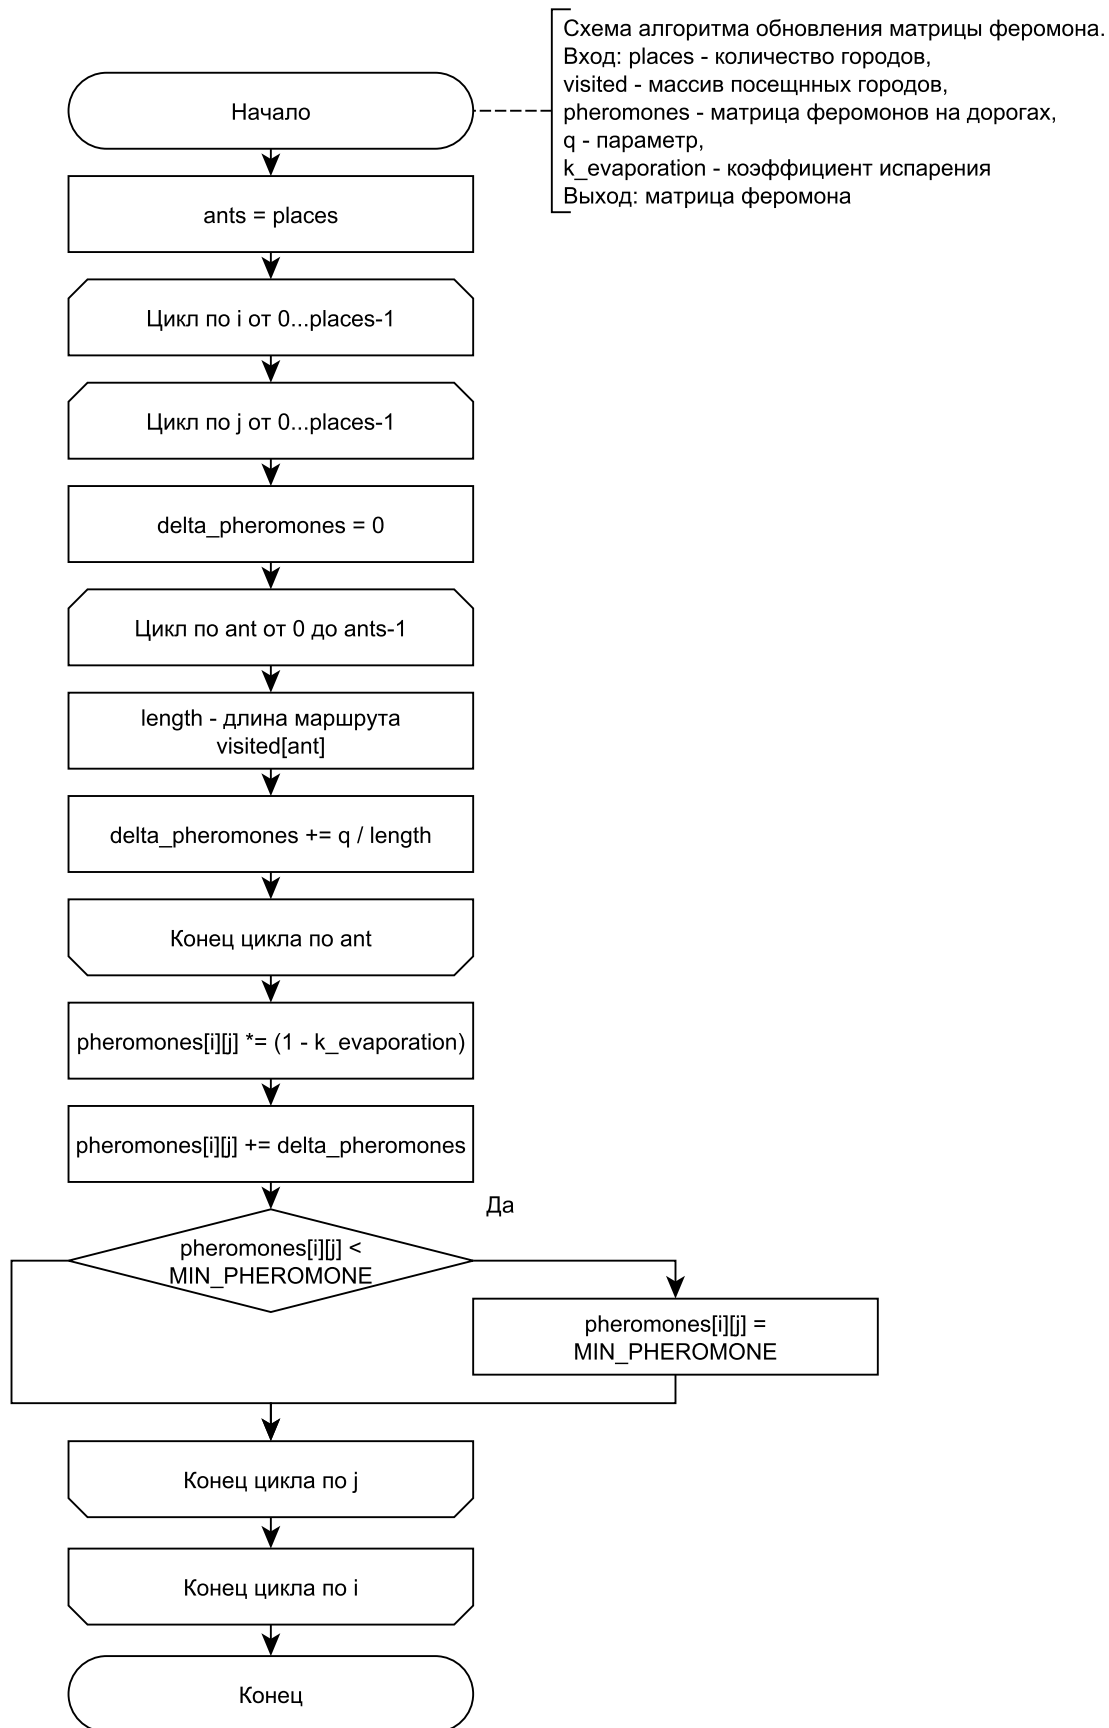 Схема алгоритма обновления матрицы феромона.
Вход: places - количество городов,
visited - массив посещнных городов,
pheromones - матрица феромонов на дорогах,
q - параметр,
k_evaporation - коэффициент испарения
Выход: матрица феромона
Начало
ants = places
Цикл по i от 0...places-1
Цикл по j от 0...places-1
delta_pheromones = 0
Цикл по ant от 0 до ants-1
length - длина маршрута
visited[ant]
delta_pheromones += q / length
Конец цикла по ant
pheromones[i][j] *= (1 - k_evaporation)
pheromones[i][j] += delta_pheromones
Да
pheromones[i][j] <
MIN_PHEROMONE
pheromones[i][j] =
MIN_PHEROMONE
Конец цикла по j
Конец цикла по i
Конец